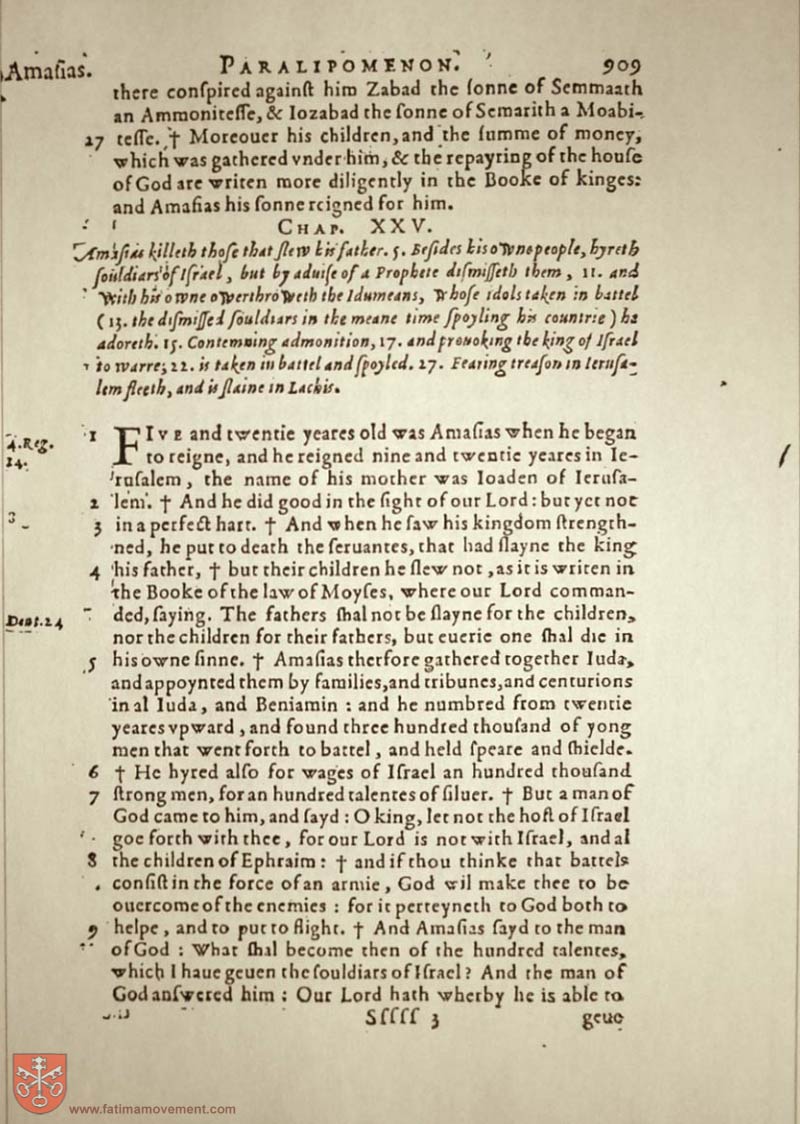 Amaſias. PARALIPOMENON. 909
there conſpired againſt him Zabad the ſonne of Semmaath
an Ammoniteſſe, & Iozabad the ſonne of Semarith a Moabi-
27 teſſe. † Moreouer his children, and the ſumme of money,
which was gathered vnder him, & the repayring of the houſe
of God are writen more diligently in the Booke of kinges:
and Amaſias his ſonne reigned for him.
CHAP. XXV.
Amaſias killeth thoſe that ſlew his father. 5. Beſides his owne people, hyreth
ſouldiars of Iſrael, but by aduiſe of a Prophete diſmiſſeth them, 11. and
with his owne owerthroweth the Idumeans, whoſe idols taken in battel
(13. the diſmiſſed ſouldiars in the meane time ſpoyling his countrie) he
adoreth. 15. Contemning admonition, 17. and prouoking the king of Iſrael
to warre, 22. is taken in battel and ſpoyled. 27. Fearing treaſon in Ieruſa-
lem fleeth, and is ſlaine in Lachis.
4. Reg. 1 FIVE and twentie yeares old was Amaſias when he began
14. to reigne, and he reigned nine and twentie yeares in Ie-
ruſalem, the name of his mother was Ioaden of Ieruſa-
2 lem. † And he did good in the ſight of our Lord: but yet not
3 in a perfect hart. † And when he ſaw his kingdom ſtrength-
ned, he put to death the ſeruantes, that had ſlayne the king
4 his father, † but their children he ſlew not, as it is writen in
the Booke of the law of Moyſes, where our Lord comman-
Deut. 24 ded, ſaying. The fathers ſhal not be ſlayne for the children,
nor the children for their fathers, but euerie one ſhal die in
5 his owne ſinne. † Amaſias therfore gathered together Iuda,
and appoynted them by families, and tribunes, and centurions
in al Iuda, and Beniamin: and he numbred from twentie
yeares vpward, and found three hundred thouſand of yong
men that went forth to battel, and held ſpeare and ſhielde.
6 † He hyred alſo for wages of Iſrael an hundred thouſand
7 ſtrong men, for an hundred talentes of ſiluer. † But a man of
God came to him, and ſayd: O king, let not the hoſt of Iſrael
goe forth with thee, for our Lord is not with Iſrael, and al
8 the children of Ephraim: † and if thou thinke that battels
conſiſt in the force of an armie, God wil make thee to be
ouercome of the enemies: for it perteyneth to God both to
9 helpe, and to put to flight. † And Amaſias ſayd to the man
of God: What ſhal become then of the hundred talentes,
which I haue geuen the ſouldiars of Iſrael? And the man of
God anſwered him: Our Lord hath wherby he is able to
Sſſſſ 3 geue
www.fatimamovement.com